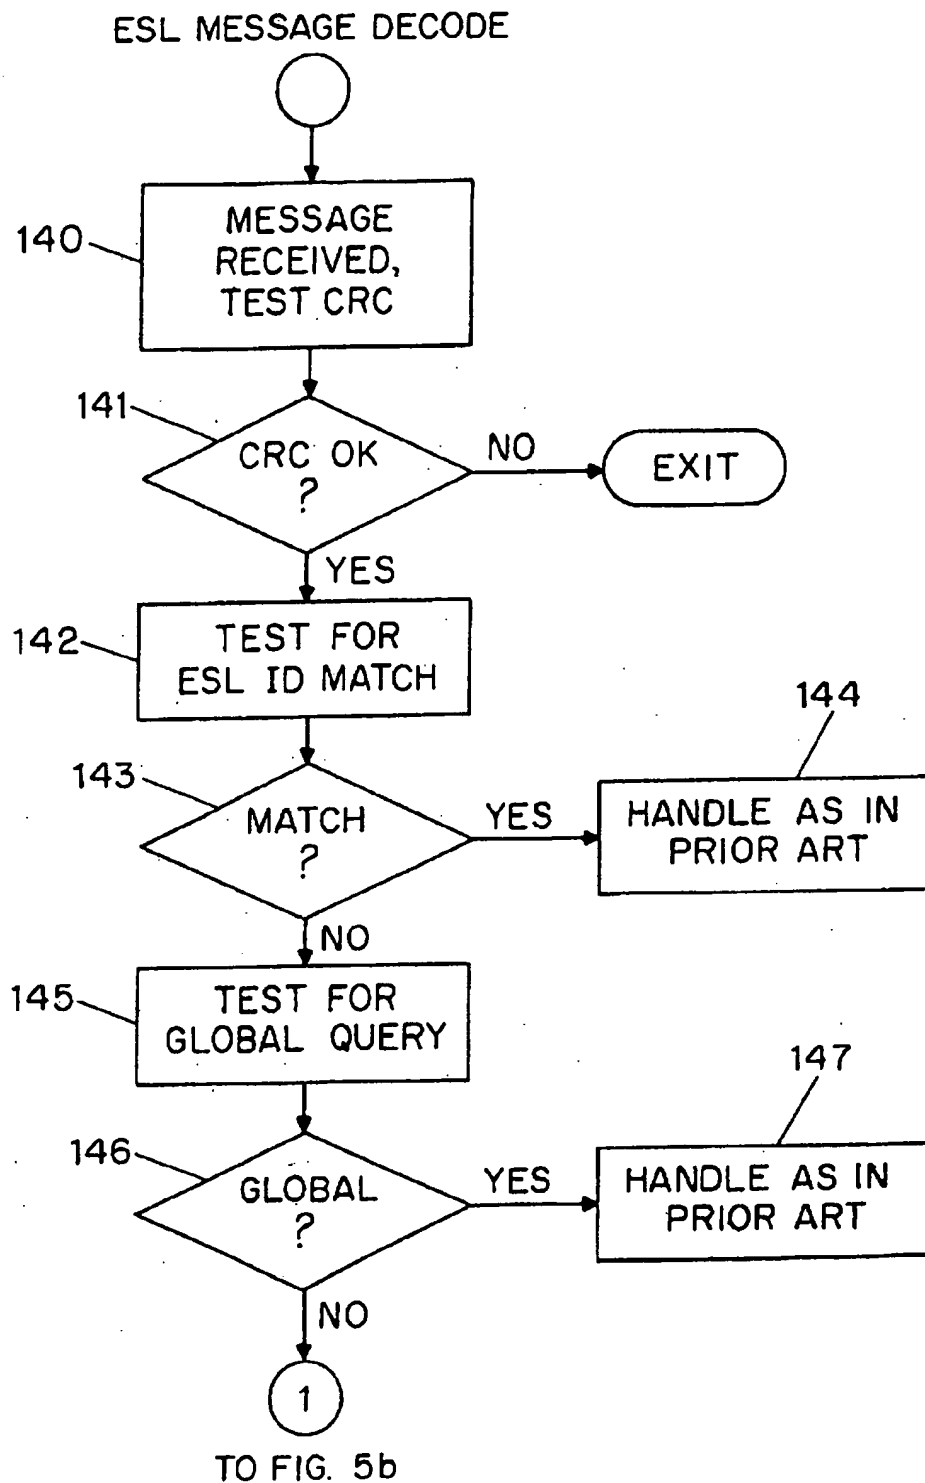 ESL MESSAGE DECODE
140
MESSAGE
RECEIVED,
TEST CRC
141
CRC OK
?
NO
EXIT
YES
142
TEST FOR
ESL ID MATCH
144
143
MATCH
?
YES
HANDLE AS IN
PRIOR ART
NO
145
TEST FOR
GLOBAL QUERY
147
146
GLOBAL
?
YES
HANDLE AS IN
PRIOR ART
NO
1
TO FIG. 5b